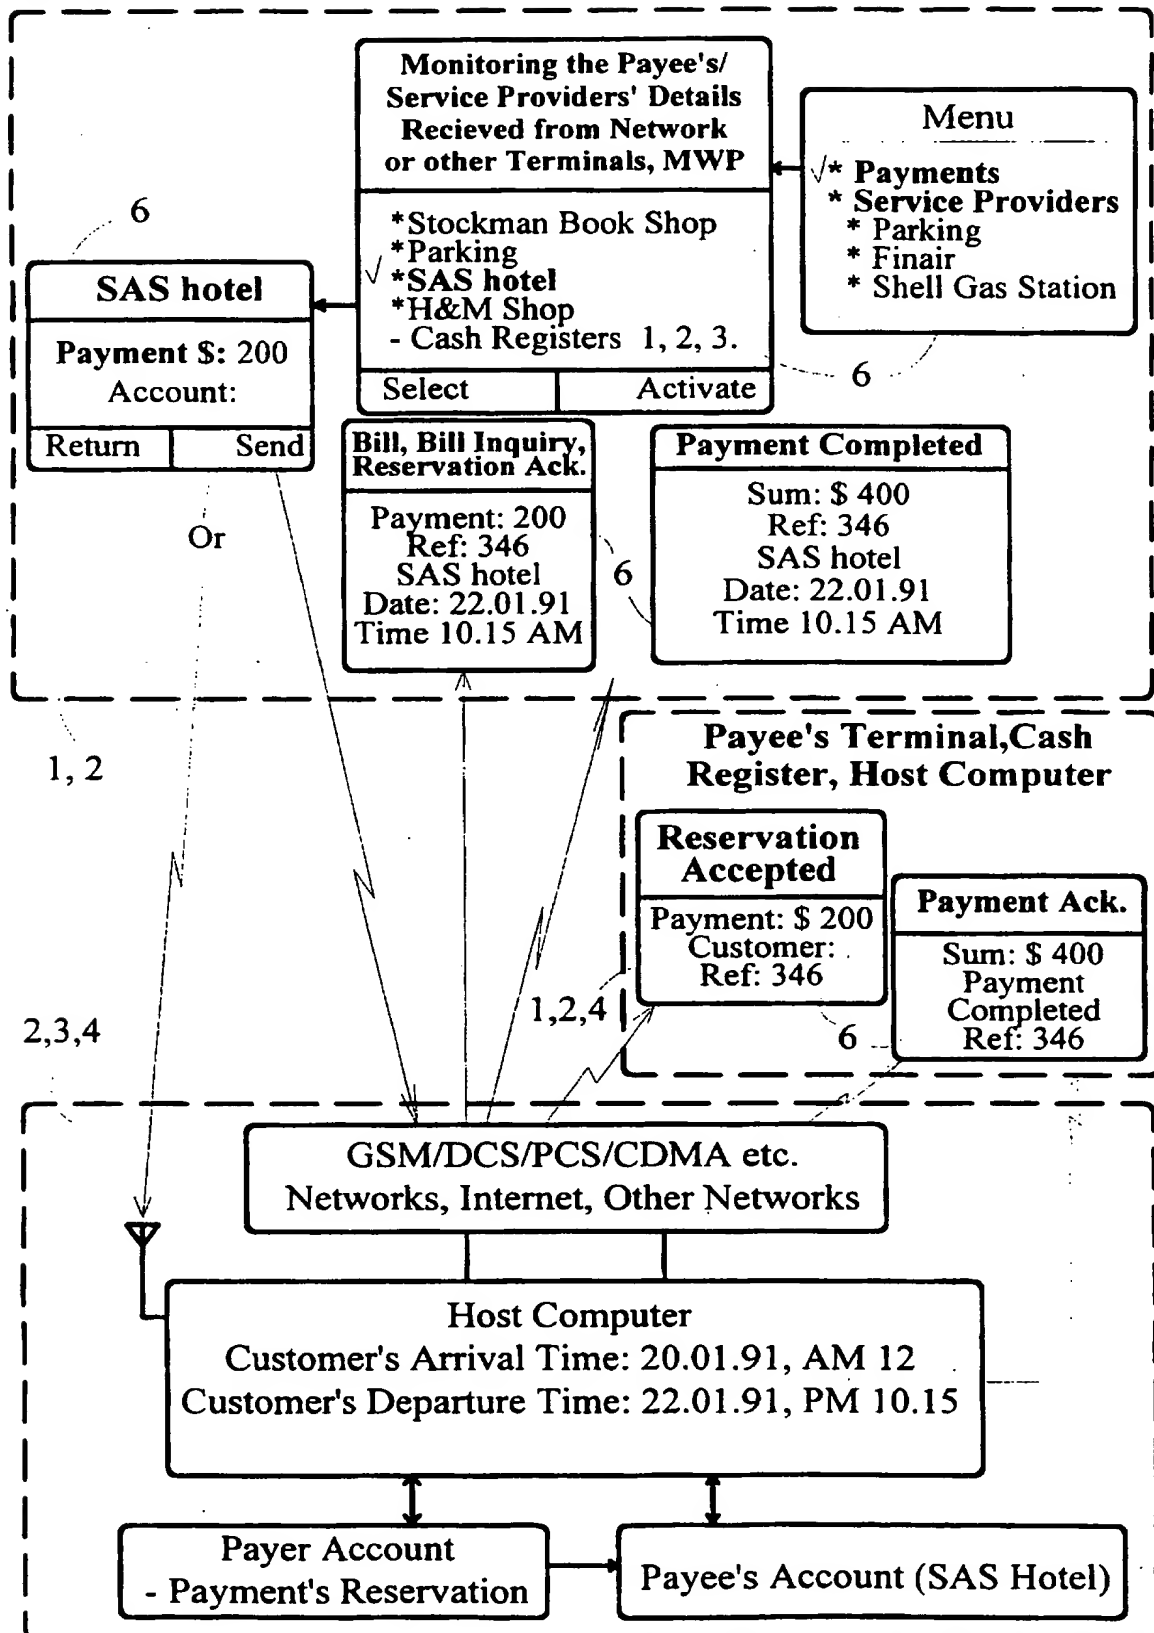 Monitoring the Payee's/
Service Providers' Details
Recieved from Network
or other Terminals, MWP
*Stockman Book Shop
*Parking
√ *SAS hotel
*H&M Shop
- Cash Registers 1, 2, 3.
Select Activate
Menu
√* Payments
* Service Providers
* Parking
* Finair
* Shell Gas Station
6
6
SAS hotel
Payment $: 200
Account:
Return Send
Or
Bill, Bill Inquiry,
Reservation Ack.
Payment: 200
Ref: 346
SAS hotel
Date: 22.01.91
Time 10.15 AM
6
Payment Completed
Sum: $ 400
Ref: 346
SAS hotel
Date: 22.01.91
Time 10.15 AM
1, 2
Payee's Terminal,Cash
Register, Host Computer
Reservation
Accepted
Payment: $ 200
Customer:
Ref: 346
Payment Ack.
Sum: $ 400
Payment
Completed
Ref: 346
1,2,4
6
2,3,4
GSM/DCS/PCS/CDMA etc.
Networks, Internet, Other Networks
Host Computer
Customer's Arrival Time: 20.01.91, AM 12
Customer's Departure Time: 22.01.91, PM 10.15
Payer Account
- Payment's Reservation
Payee's Account (SAS Hotel)